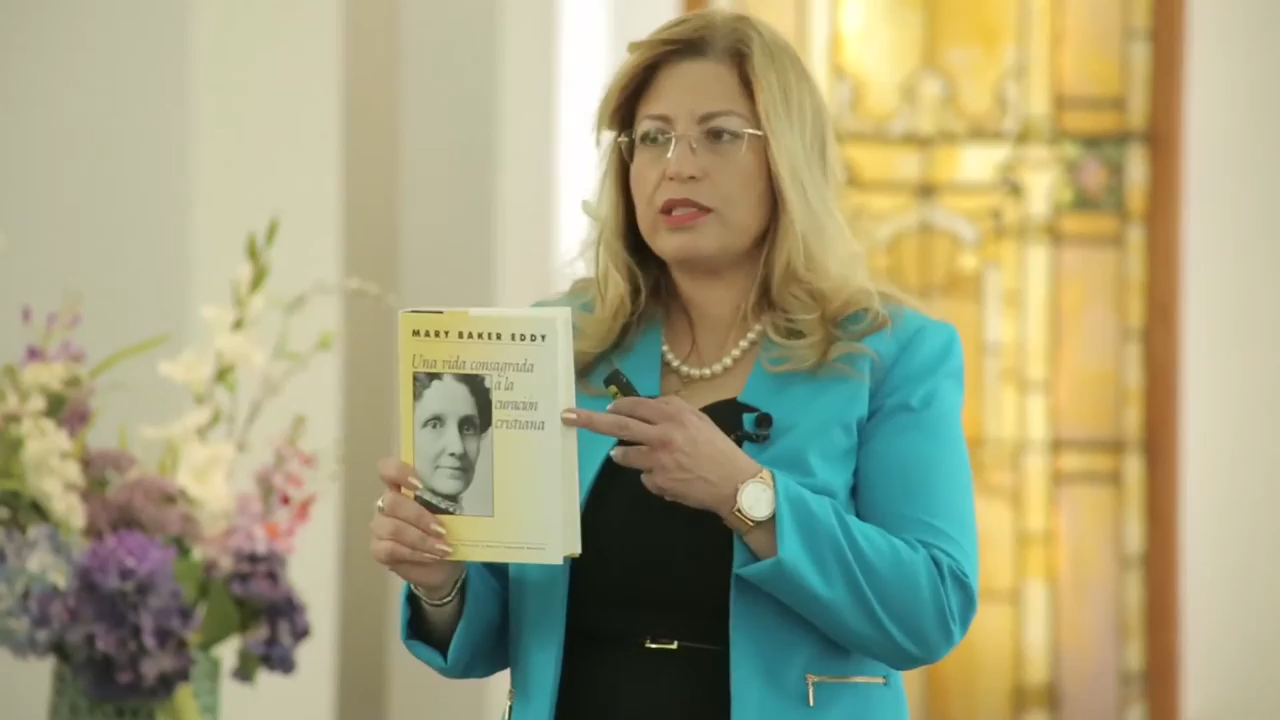 MARY BAKER EDDY
Una vida consagrada
a la
curación
cristiana